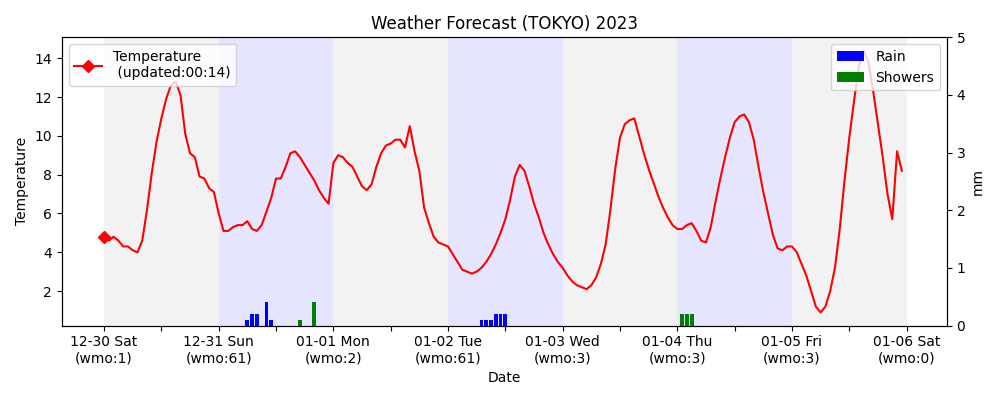 Weather Forecast (TOKYO) 2023
Temperature
(updated:00:14)
Rain
Showers
14
12
10
8
6
4
2
Temperature
5
4
3
2
1
0
mm
12-30 Sat 12-31 Sun 01-01 Mon 01-02 Tue 01-03 Wed 01-04 Thu 01-05 Fri 01-06 Sat
(wmo:1) (wmo:61) (wmo:2) (wmo:61) (wmo:3) (wmo:3) (wmo:3) (wmo:0)
Date